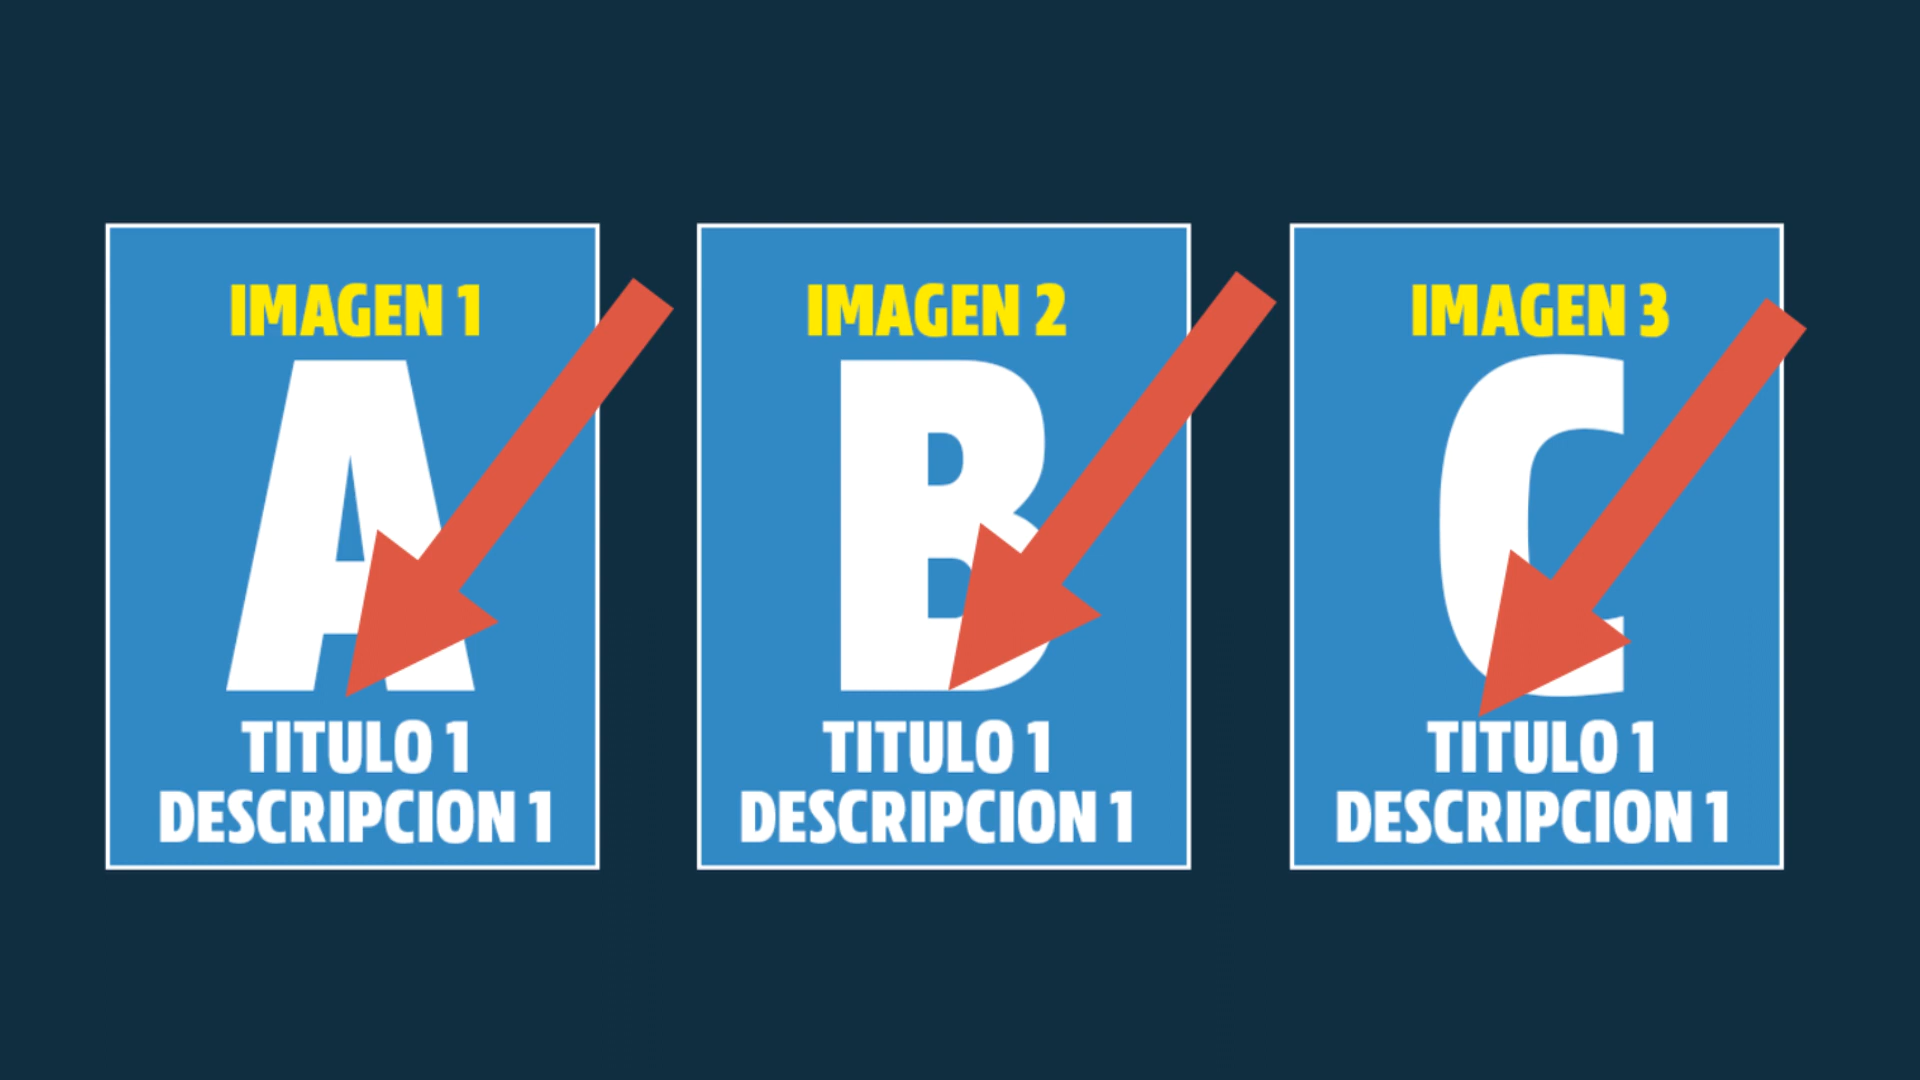 IMAGEN 1
A
TITULO 1
DESCRIPCION 1
IMAGEN 2
B
TITULO 1
DESCRIPCION 1
IMAGEN 3
C
TITULO 1
DESCRIPCION 1